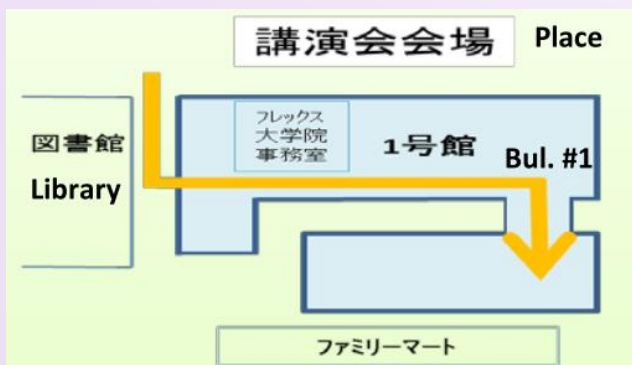 講演会会場 Place
図書館
Library
フレックス
大学院
事務室
1号館
Bul. #1
ファミリーマート